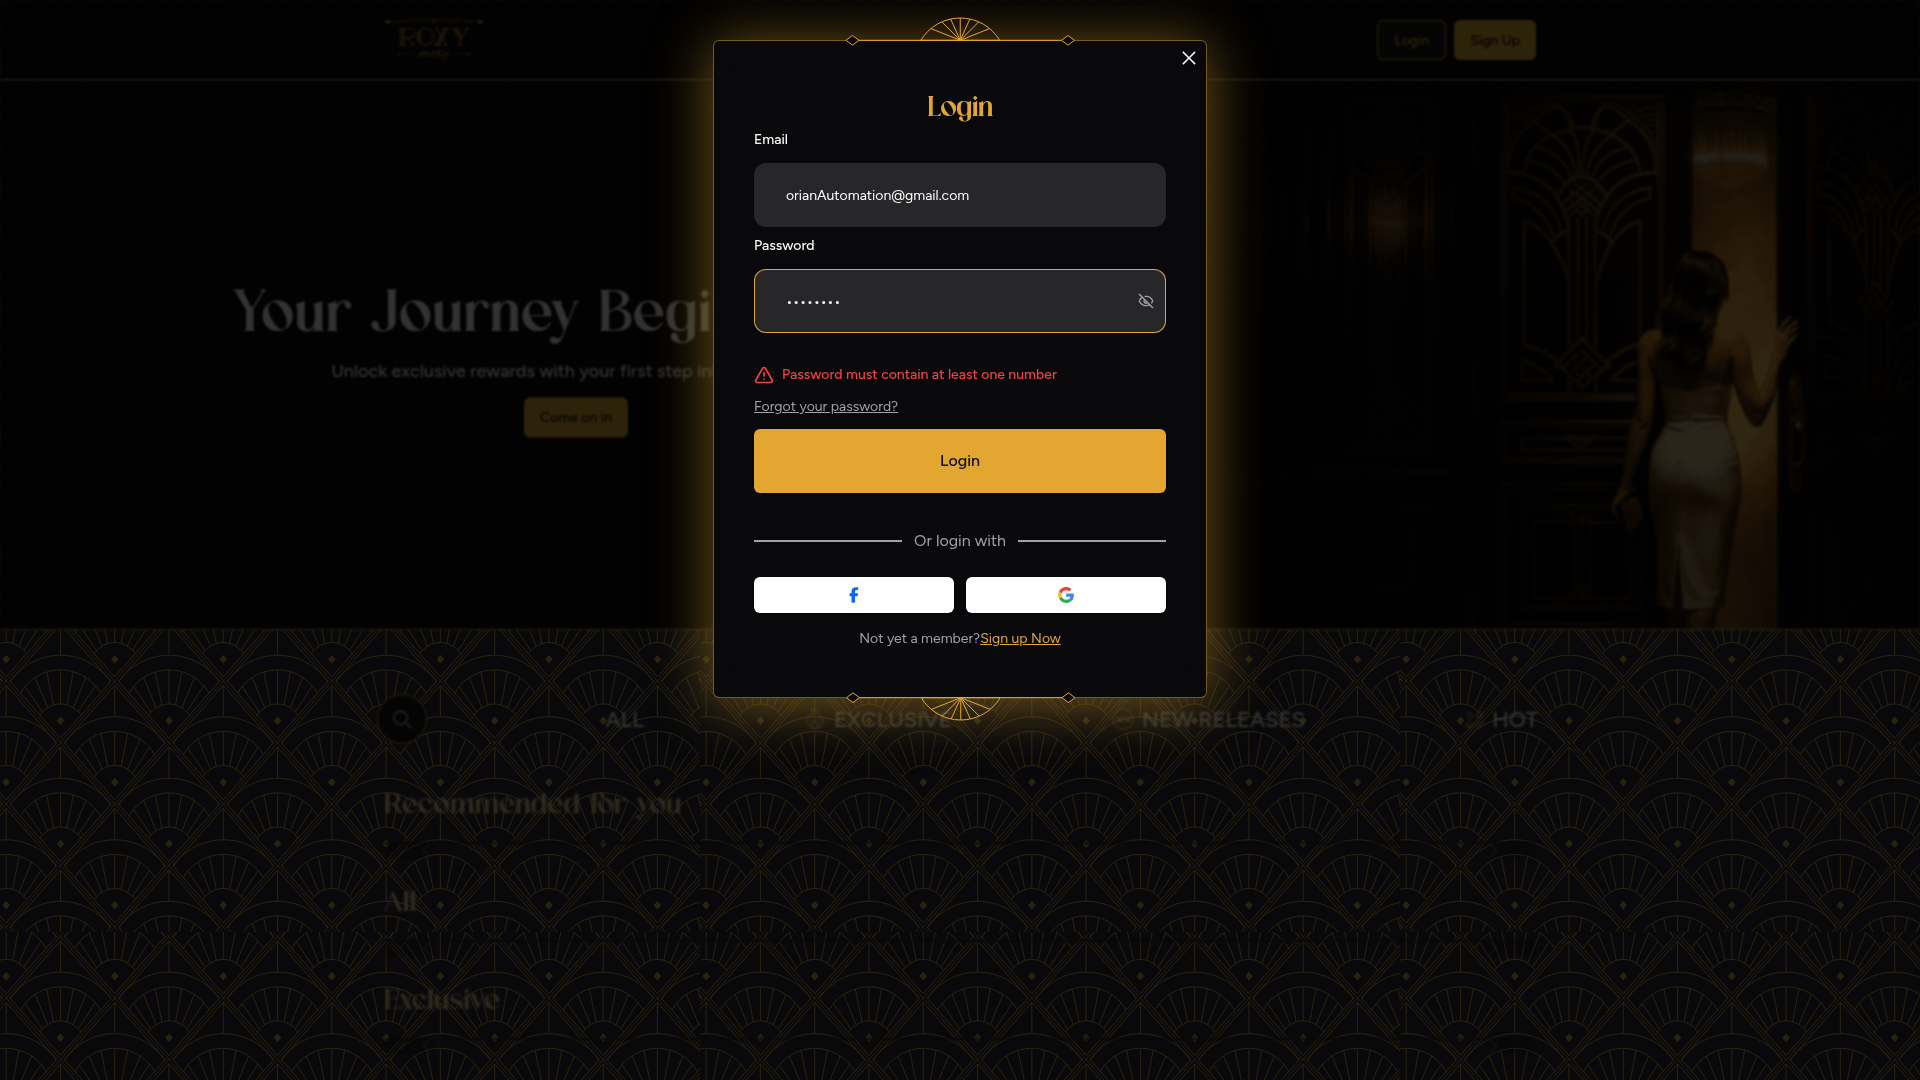 ROXY
Login
Sign Up
Login
Email
orianAutomation@gmail.com
Password
••••••••
Password must contain at least one number
Forgot your password?
Login
Or login with
Not yet a member?Sign up Now
Your Journey Begi
Unlock exclusive rewards with your first step in
Come on in
ALL
EXCLUSIVE
NEW RELEASES
HOT
Recommended for you
All
Exclusive